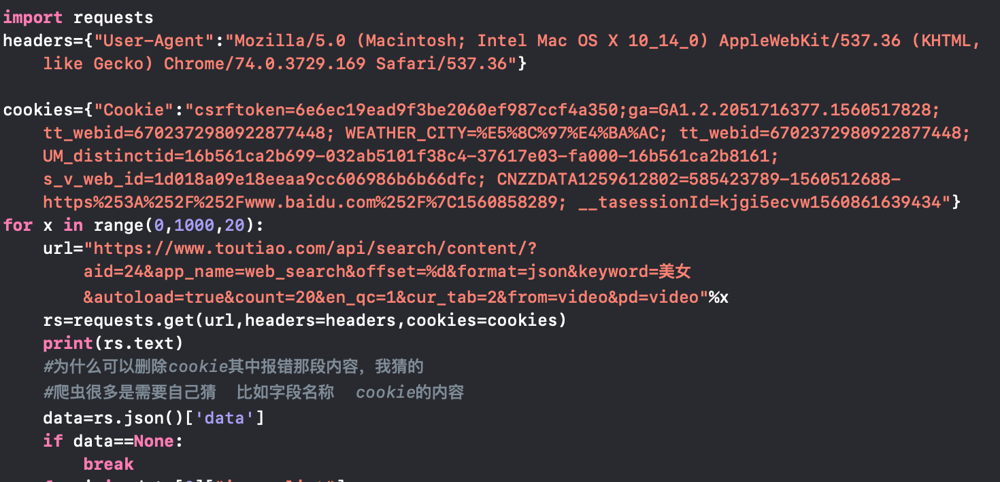 import requests
headers={"User-Agent":"Mozilla/5.0 (Macintosh; Intel Mac OS X 10_14_0) AppleWebKit/537.36 (KHTML,
like Gecko) Chrome/74.0.3729.169 Safari/537.36"}
cookies={"Cookie":"csrftoken=6e6ec19ead9f3be2060ef987ccf4a350;ga=GA1.2.2051716377.1560517828;
tt_webid=6702372980922877448; WEATHER_CITY=%E5%8C%97%E4%BA%AC; tt_webid=6702372980922877448;
UM_distinctid=16b561ca2b699-032ab5101f38c4-37617e03-fa000-16b561ca2b8161;
s_v_web_id=1d018a09e18eeaa9cc606986b6b66dfc; CNZZDATA1259612802=585423789-1560512688-
https%253A%252F%252Fwww.baidu.com%252F%7C1560858289; __tasessionId=kjgi5ecvw1560861639434"}
for x in range(0,1000,20):
url="https://www.toutiao.com/api/search/content/?
aid=24&app_name=web_search&offset=%d&format=json&keyword=美女
&autoload=true&count=20&en_qc=1&cur_tab=2&from=video&pd=video"%x
rs=requests.get(url,headers=headers,cookies=cookies)
print(rs.text)
#为什么可以删除cookie其中报错那段内容，我猜的
#爬虫很多是需要自己猜 比如字段名称 cookie的内容
data=rs.json()['data']
if data==None:
break